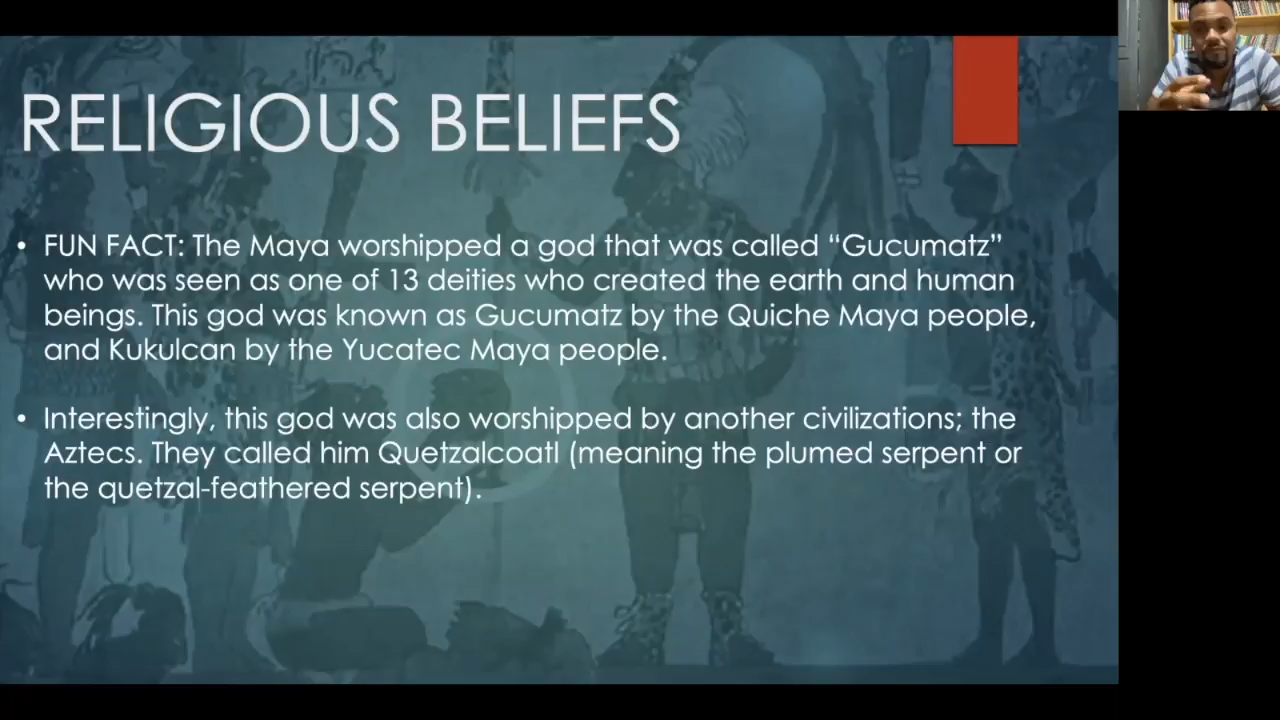 RELIGIOUS BELIEFS
• FUN FACT: The Maya worshipped a god that was called “Gucumatz”
who was seen as one of 13 deities who created the earth and human
beings. This god was known as Gucumatz by the Quiche Maya people,
and Kukulcan by the Yucatec Maya people.
• Interestingly, this god was also worshipped by another civilizations; the
Aztecs. They called him Quetzalcoatl (meaning the plumed serpent or
the quetzal-feathered serpent).